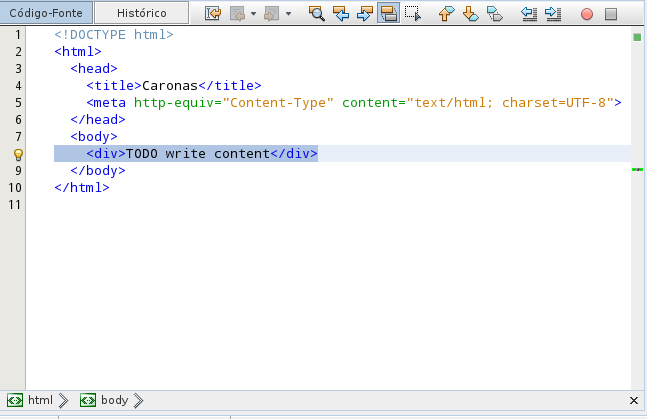 Código-Fonte Histórico
1 <!DOCTYPE html>
2 <html>
3 <head>
4 <title>Caronas</title>
5 <meta http-equiv="Content-Type" content="text/html; charset=UTF-8">
6 </head>
7 <body>
<div>TODO write content</div>
9 </body>
10 </html>
11
html body